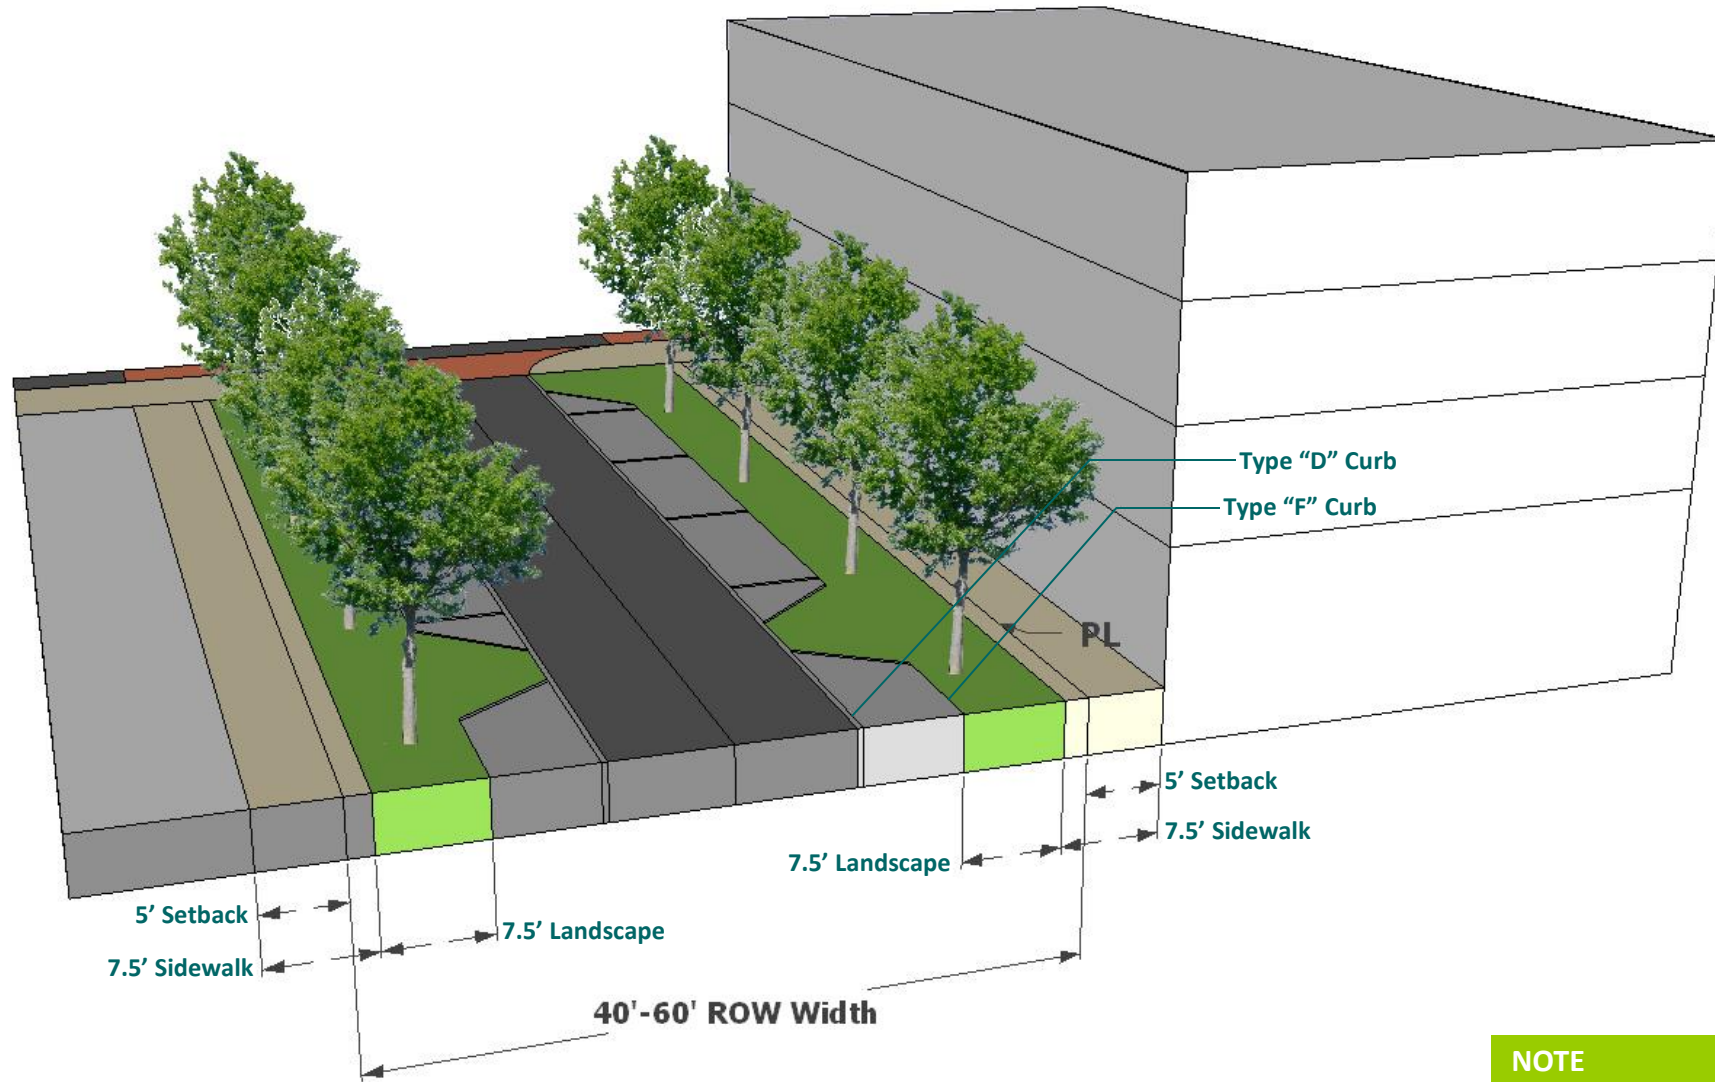 Type “D” Curb
Type “F” Curb
PL
5’ Setback
7.5’ Sidewalk
7.5’ Landscape
5’ Setback
7.5’ Landscape
7.5’ Sidewalk
40'-60' ROW Width
NOTE